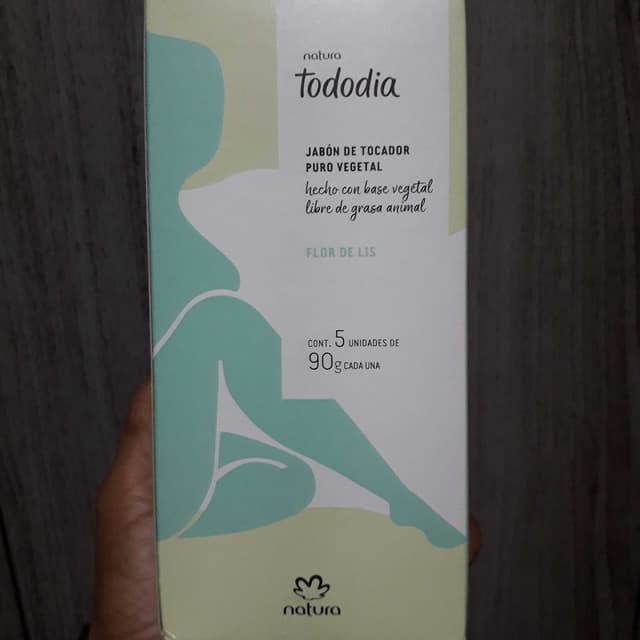 natura
Tododia
JABÓN DE TOCADOR
PURO VEGETAL
hecho con base vegetal
libre de grasa animal
FLOR DE LIS
CONT. 5 UNIDADES DE
90g CADA UNA
natura